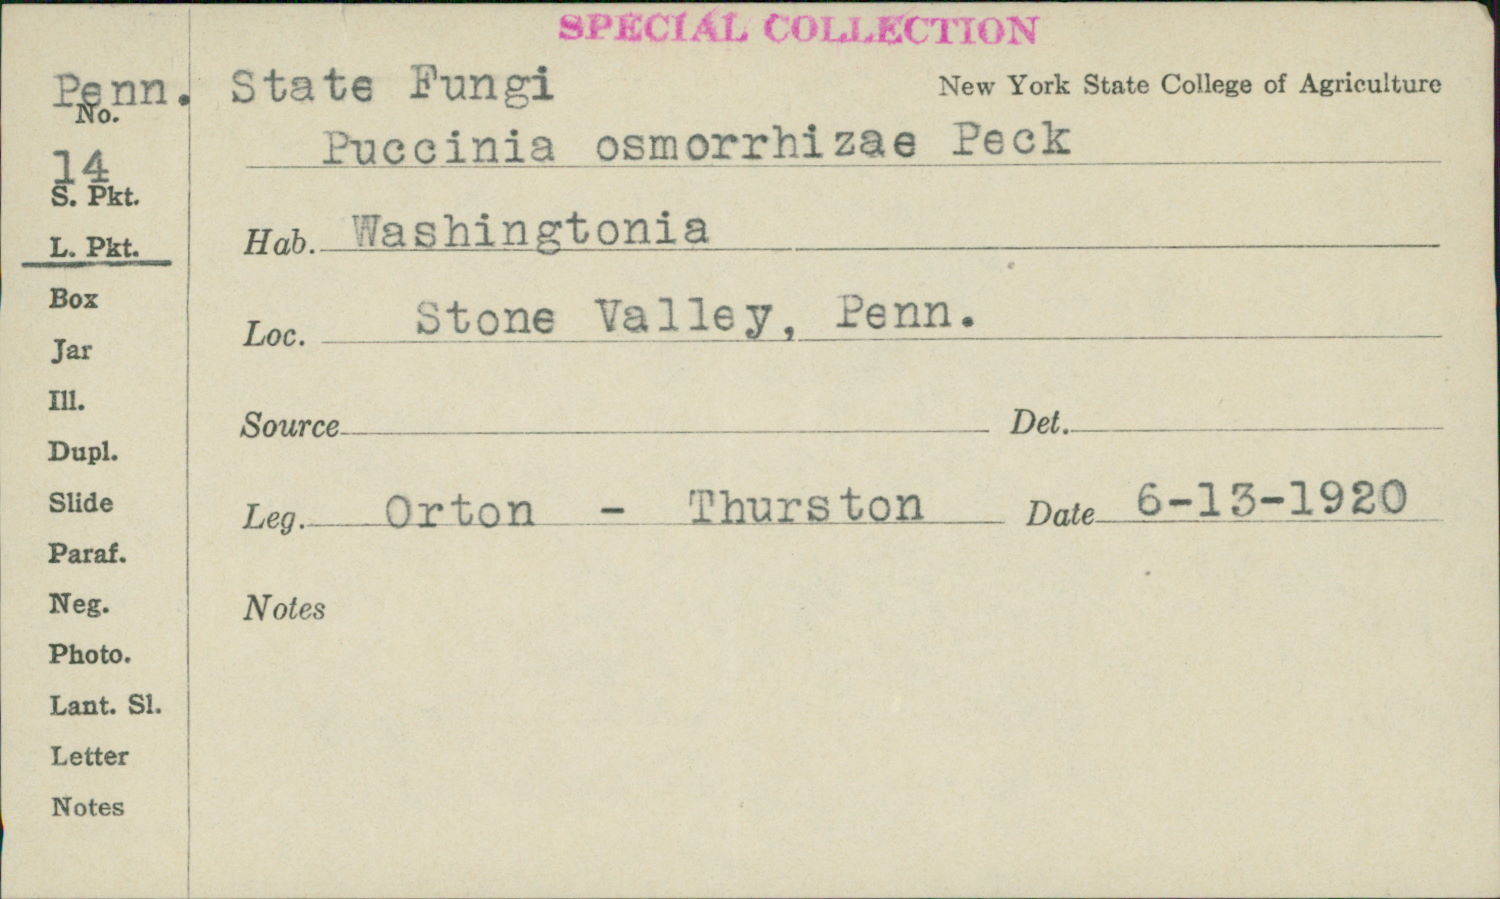 SPECIAL COLLECTION
Penn. State Fungi
New York State College of Agriculture
No.
Puccinia osmorrhizae Peck
14
S. Pkt.
Hab. Washingtonia
L. Pkt.
Box
Loc. Stone Valley, Penn.
Jar
Ill.
Source Det.
Dupl.
Slide
Leg. Orton - Thurston Date 6-13-1920
Paraf.
Neg.
Notes
Photo.
Lant. Sl.
Letter
Notes